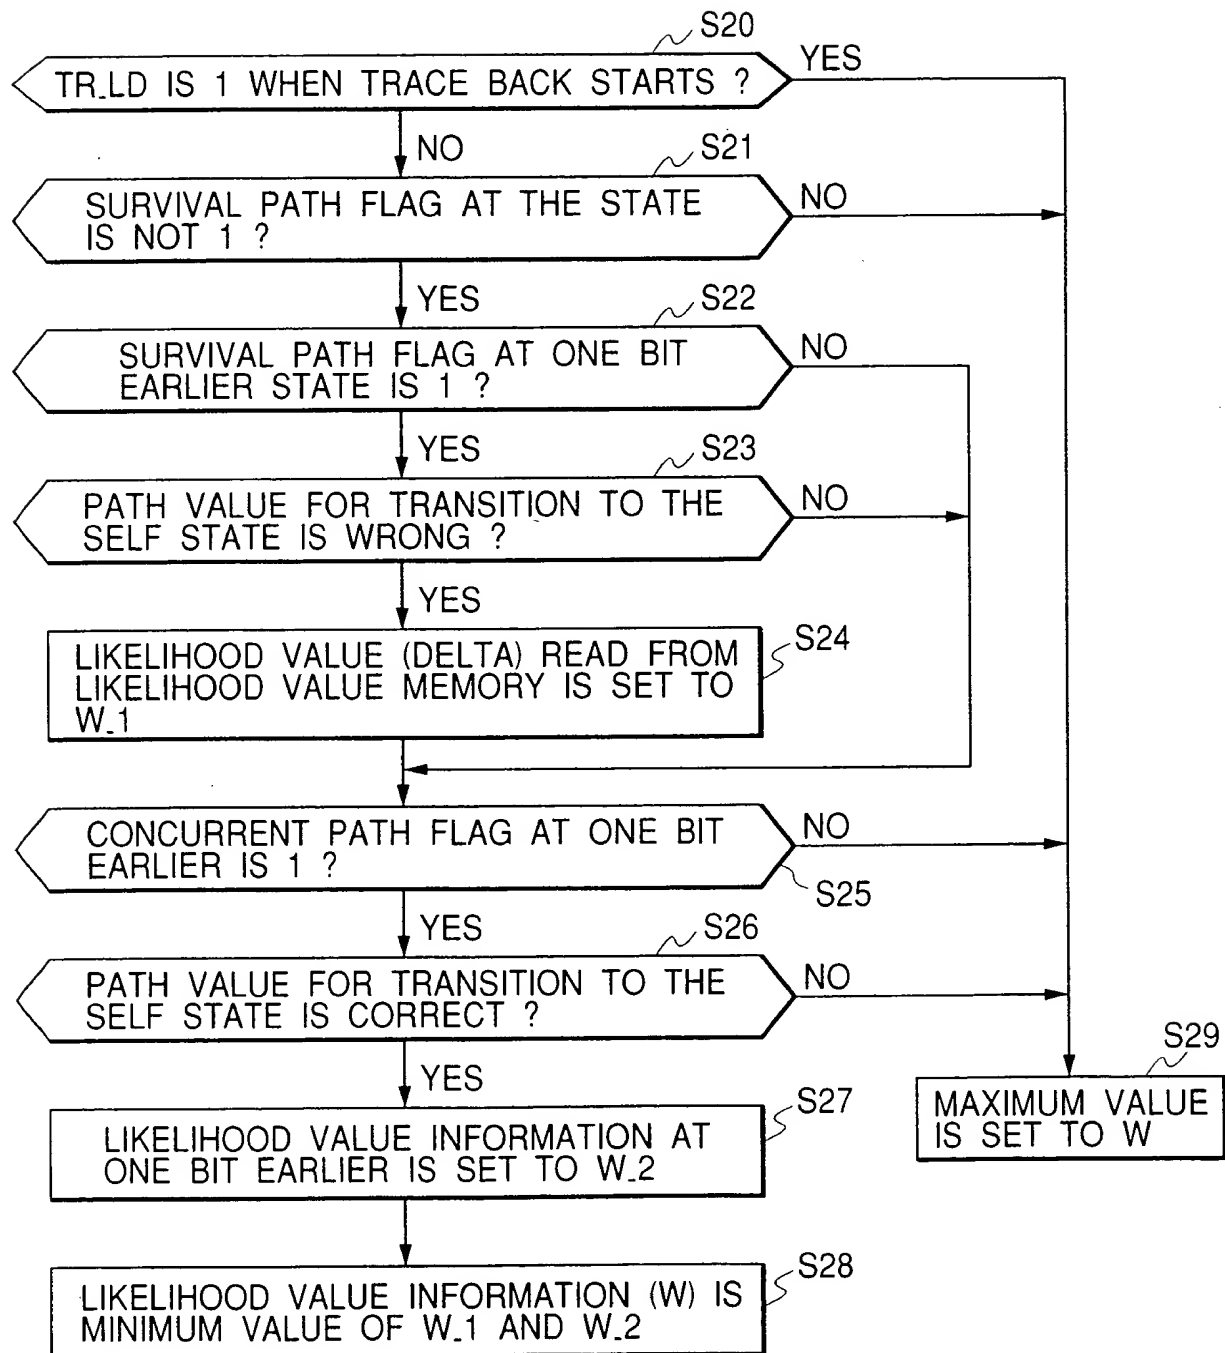 S20
TR_LD IS 1 WHEN TRACE BACK STARTS ?
YES
NO
S21
SURVIVAL PATH FLAG AT THE STATE
IS NOT 1 ?
NO
YES
S22
SURVIVAL PATH FLAG AT ONE BIT
EARLIER STATE IS 1 ?
NO
YES
S23
PATH VALUE FOR TRANSITION TO THE
SELF STATE IS WRONG ?
NO
YES
S24
LIKELIHOOD VALUE (DELTA) READ FROM
LIKELIHOOD VALUE MEMORY IS SET TO
W_1
CONCURRENT PATH FLAG AT ONE BIT
EARLIER IS 1 ?
NO
S25
YES
S26
PATH VALUE FOR TRANSITION TO THE
SELF STATE IS CORRECT ?
NO
YES
S29
MAXIMUM VALUE
IS SET TO W
S27
LIKELIHOOD VALUE INFORMATION AT
ONE BIT EARLIER IS SET TO W_2
S28
LIKELIHOOD VALUE INFORMATION (W) IS
MINIMUM VALUE OF W_1 AND W_2